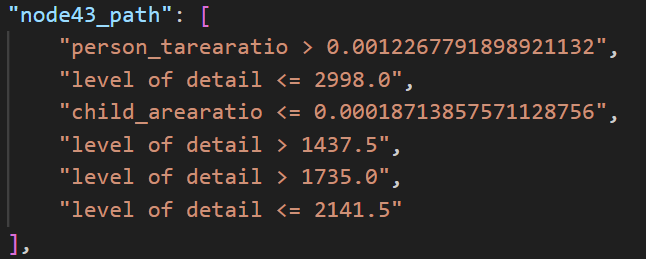 "node43_path": [
"person_tarearatio > 0.0012267791898921132",
"level of detail <= 2998.0",
"child_arearatio <= 0.00018713857571128756",
"level of detail > 1437.5",
"level of detail > 1735.0",
"level of detail <= 2141.5"
],